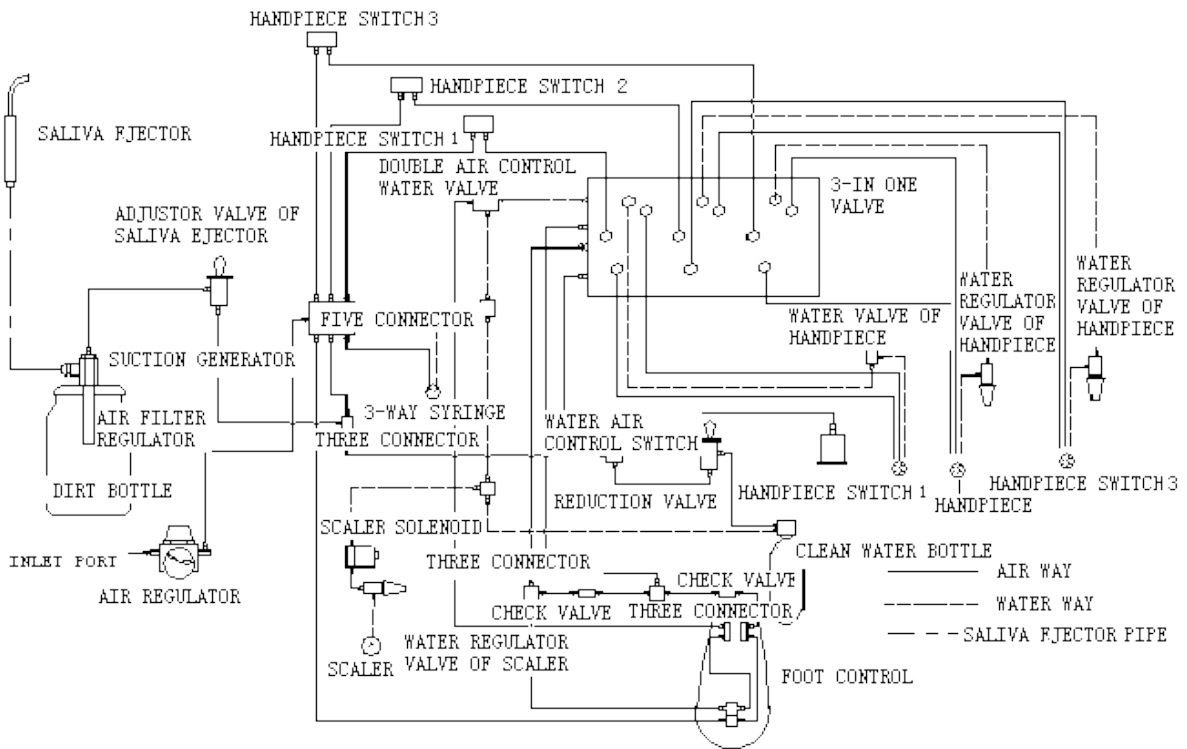 HANDPIECE SWITCH3
HANDPIECE SWITCH 2
SALIVA EJECTOR
HANDPIECE SWITCH 1
DOUBLE AIR CONTROL
WATER VALVE
3-IN ONE
VALVE
ADJUSTOR VALVE OF
SALIVA EJECTOR
WATER
REGULATOR
VALVE OF
HANDPIECE
WATER
REGULATOR
VALVE OF
HANDPIECE
FIVE CONNECTOR
WATER VALVE OF
HANDPIECE
SUCTION GENERATOR
AIR FILTER
REGULATOR
3-WAY SYRINGE
THREE CONNECTOR
WATER AIR
CONTROL SWITCH
DIRT BOTTLE
REDUCTION VALVE
HANDPIECE SWITCH 1
HANDPIECE
HANDPIECE SWITCH3
SCALER SOLENOID
INLET PORT
THREE CONNECTOR
CLEAN WATER BOTTLE
AIR WAY
AIR REGULATOR
CHECK VALVE
CHECK VALVE
THREE CONNECTOR
WATER WAY
SALIVA EJECTOR PIPE
WATER REGULATOR
VALVE OF SCALER
SCALER
FOOT CONTROL